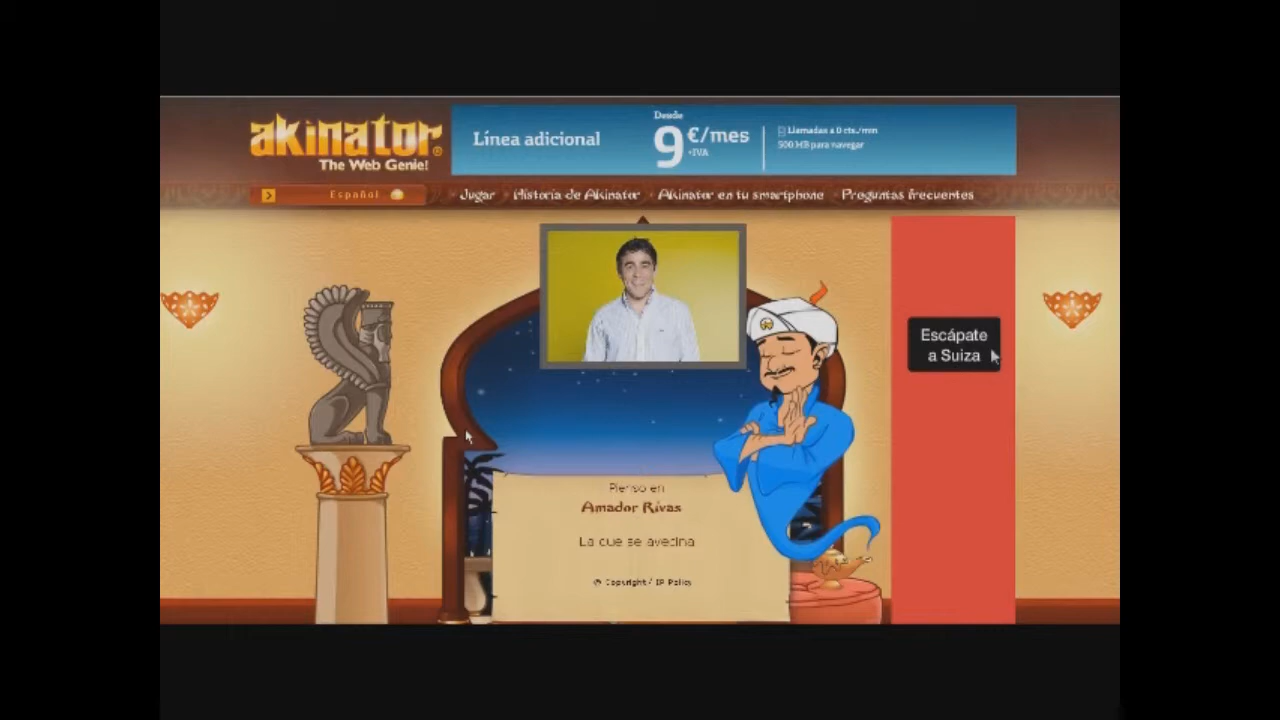 akinator®
The Web Genie!
Línea adicional
Desde
9 €/mes
+IVA
Llamadas a 0 cts./min
500 MB para navegar
Español
Jugar
Historia de Akinator
Akinator en tu smartphone
Preguntas frecuentes
Escápate
a Suiza
Pienso en
Amador Rivas
La que se avecina
© Copyright / IP Policy